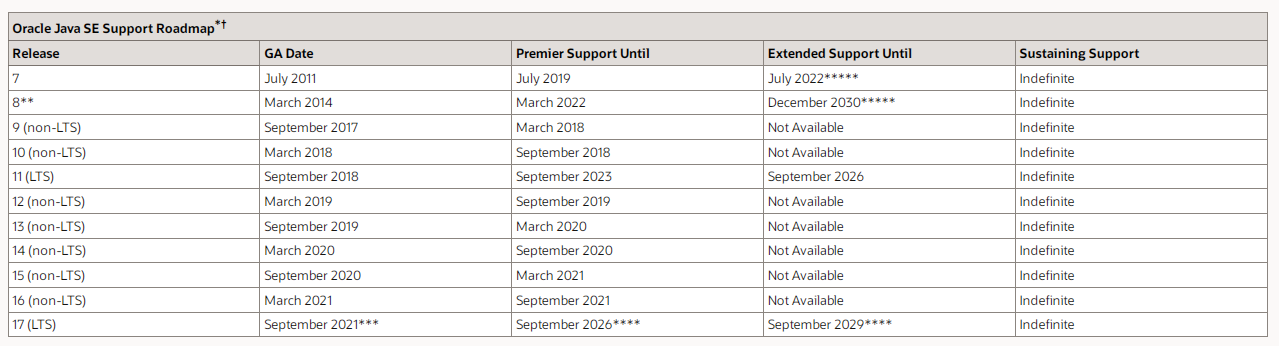 Oracle Java SE Support Roadmap*†
Release GA Date Premier Support Until Extended Support Until Sustaining Support
7 July 2011 July 2019 July 2022***** Indefinite
8** March 2014 March 2022 December 2030***** Indefinite
9 (non-LTS) September 2017 March 2018 Not Available Indefinite
10 (non-LTS) March 2018 September 2018 Not Available Indefinite
11 (LTS) September 2018 September 2023 September 2026 Indefinite
12 (non-LTS) March 2019 September 2019 Not Available Indefinite
13 (non-LTS) September 2019 March 2020 Not Available Indefinite
14 (non-LTS) March 2020 September 2020 Not Available Indefinite
15 (non-LTS) September 2020 March 2021 Not Available Indefinite
16 (non-LTS) March 2021 September 2021 Not Available Indefinite
17 (LTS) September 2021*** September 2026**** September 2029**** Indefinite